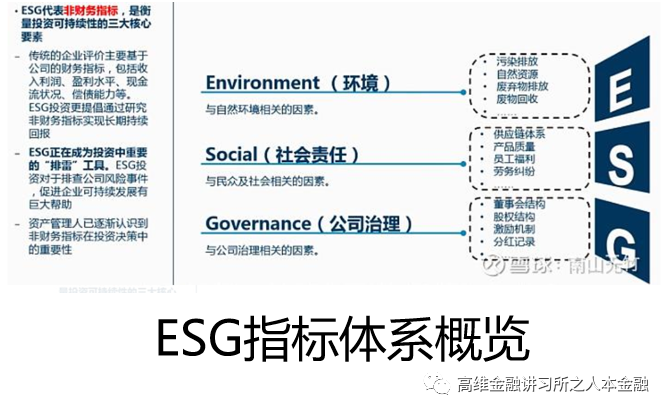 • ESG代表非财务指标，是衡
量投资可持续性的三大核心
要素
– 传统的企业评价主要基于
公司的财务指标，包括收
入利润、盈利水平、现金
流状况、偿债能力等。
ESG投资更提倡通过研究
非财务指标实现长期持续
回报
– ESG正在成为投资中重要
的“排雷”工具。ESG投
资对于排查公司风险事件
，促进企业可持续发展有
巨大帮助
– 资产管理人已逐渐认识到
非财务指标在投资决策中
的重要性
Environment （环境）
与自然环境相关的因素。
• 污染排放
• 自然资源
• 废弃物排放
• 废物回收
• ......
E
Social（社会责任）
与民众及社会相关的因素。
• 供应链体系
• 产品质量
• 员工福利
• 劳务纠纷
• ......
S
Governance（公司治理）
与公司治理相关的因素。
• 董事会结构
• 股权结构
• 激励机制
• 分红记录
G
雪球：南山无竹
量投资可持续性的三大核心
ESG指标体系概览
高维金融讲习所之人本金融